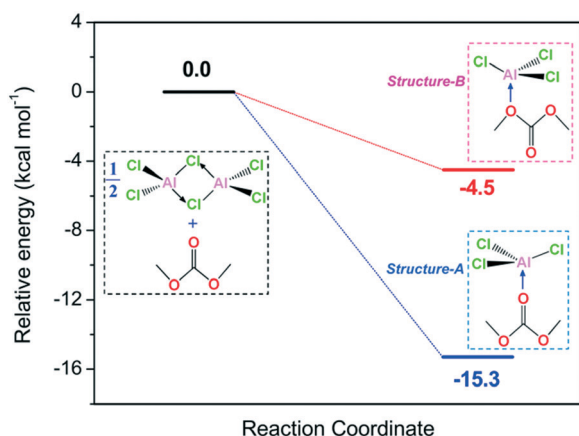 4
0
-4
-8
-12
-16
Relative energy (kcal mol⁻¹)
Reaction Coordinate
0.0
1
2
Cl
Cl
Cl
Al
Al
Cl
Cl
Cl
+
O
O
O
Structure-B
Cl
Cl
Al
Cl
O
O
O
-4.5
Structure-A
Cl
Cl
Al
Cl
O
O
O
-15.3